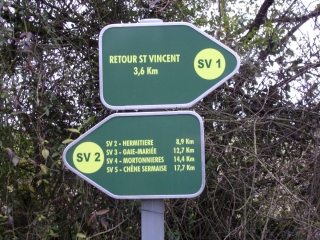 RETOUR ST VINCENT
3,6 Km
SV 1
SV 2
SV 2 - HERMITIERE 8,9 Km
SV 3 - GAIE-MARIÉE 12,7 Km
SV 4 - MORTONNIERES 14,4 Km
SV 5 - CHÊNE SERMAISE 17,7 Km